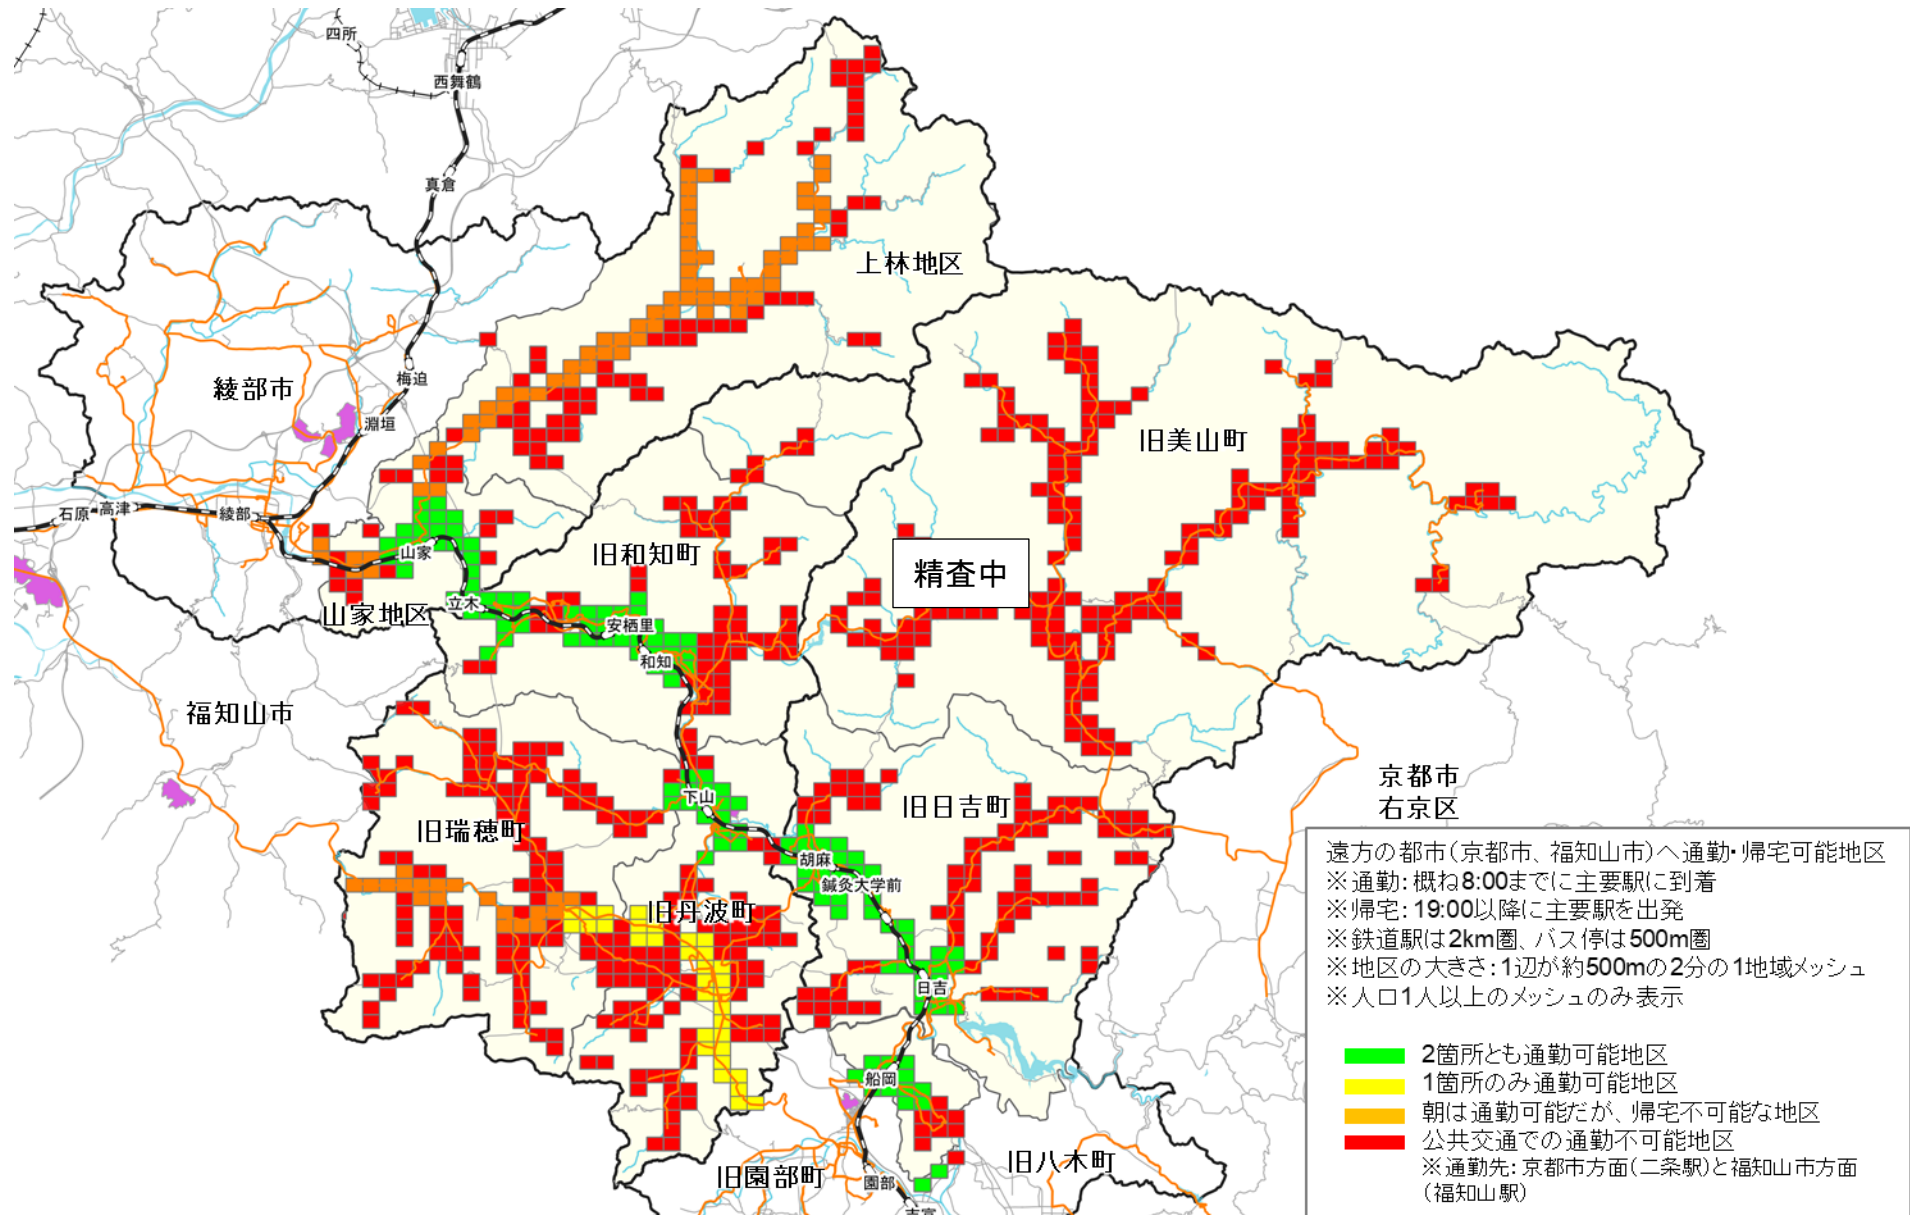 四所
西舞鶴
真倉
上林地区
綾部市
梅迫
淵垣
旧美山町
石原
高津
綾部
山家
旧和知町
精査中
立木
山家地区
安栖里
和知
福知山市
京都市
右京区
下山
旧日吉町
旧瑞穂町
胡麻
鍼灸大学前
旧丹波町
日吉
船岡
旧園部町
園部
旧八木町
吉富
遠方の都市(京都市、福知山市)へ通勤・帰宅可能地区
※通勤:概ね8:00までに主要駅に到着
※帰宅:19:00以降に主要駅を出発
※鉄道駅は2km圏、バス停は500m圏
※地区の大きさ:1辺が約500mの2分の1地域メッシュ
※人口1人以上のメッシュのみ表示
2箇所とも通勤可能地区
1箇所のみ通勤可能地区
朝は通勤可能だが、帰宅不可能な地区
公共交通での通勤不可能地区
※通勤先:京都市方面(二条駅)と福知山市方面
(福知山駅)